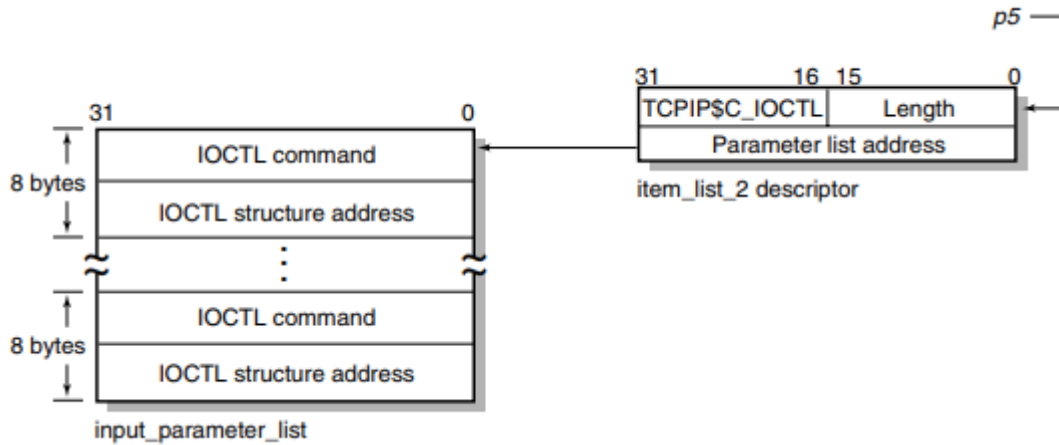 p5
31 16 15 0
TCPIP$C_IOCTL Length
Parameter list address
item_list_2 descriptor
31 0
IOCTL command
8 bytes
IOCTL structure address
IOCTL command
8 bytes
IOCTL structure address
input_parameter_list